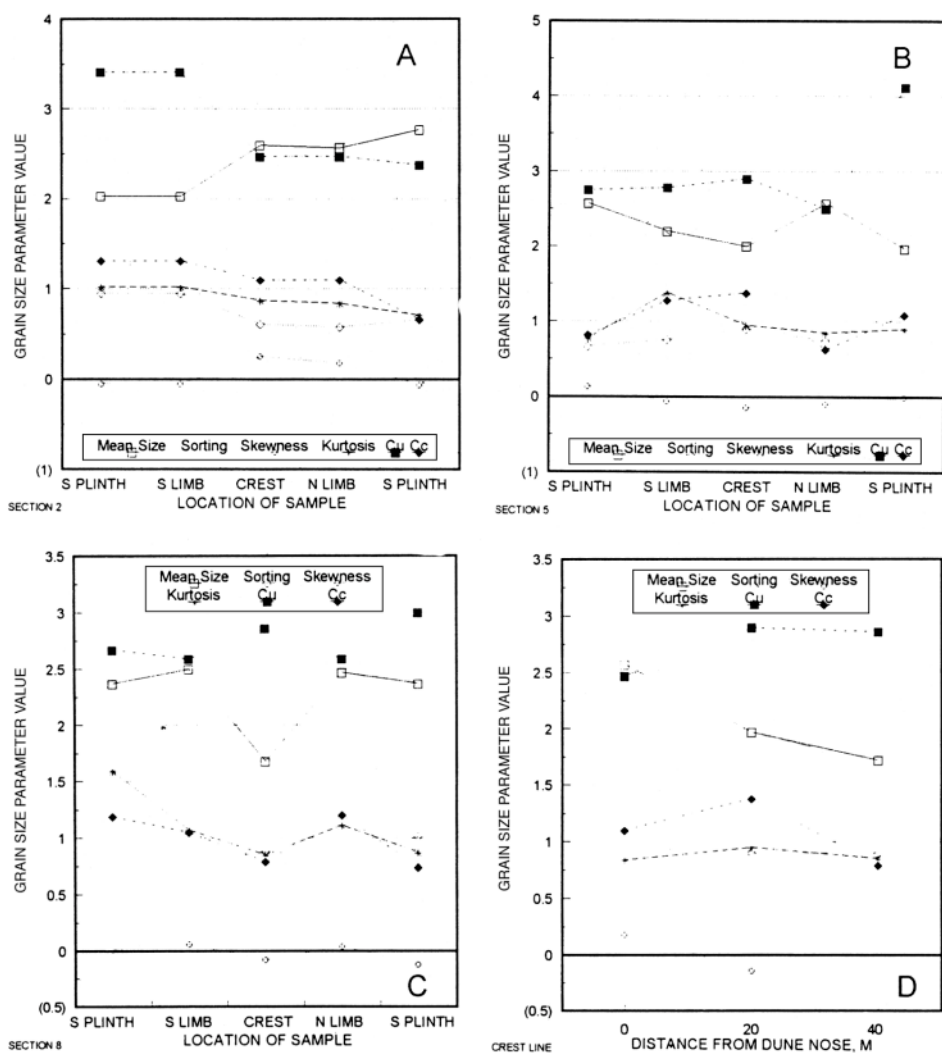 A
4
3
2
1
0
(1)
GRAIN SIZE PARAMETER VALUE
Mean Size Sorting Skewness Kurtosis Cu Cc
S PLINTH S LIMB CREST N LIMB S PLINTH
SECTION 2 LOCATION OF SAMPLE
B
5
4
3
2
1
0
(1)
GRAIN SIZE PARAMETER VALUE
Mean Size Sorting Skewness Kurtosis Cu Cc
S PLINTH S LIMB CREST N LIMB S PLINTH
SECTION 5 LOCATION OF SAMPLE
3.5
3
2.5
2
1.5
1
0.5
0
(0.5)
GRAIN SIZE PARAMETER VALUE
Mean Size Sorting Skewness
Kurtosis Cu Cc
C
S PLINTH S LIMB CREST N LIMB S PLINTH
SECTION 8 LOCATION OF SAMPLE
3.5
3
2.5
2
1.5
1
0.5
0
(0.5)
GRAIN SIZE PARAMETER VALUE
Mean Size Sorting Skewness
Kurtosis Cu Cc
D
0 20 40
CREST LINE DISTANCE FROM DUNE NOSE, M